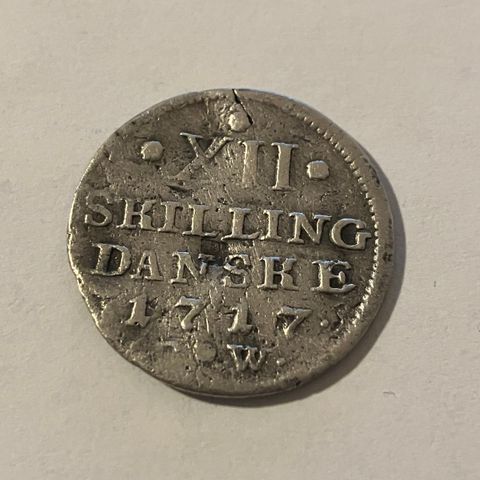 · XII ·
SKILLING
DANSKE
1717.
· W ·